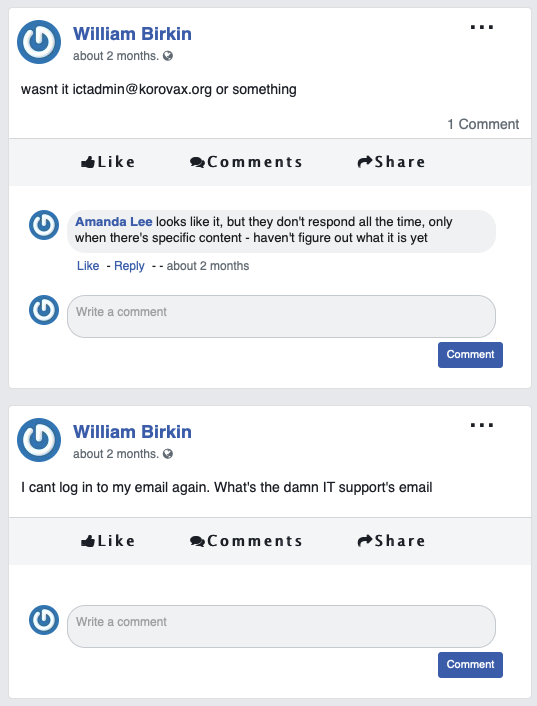 William Birkin
...
about 2 months.
wasnt it ictadmin@korovax.org or something
1 Comment
Like Comments Share
Amanda Lee looks like it, but they don't respond all the time, only
when there's specific content - haven't figure out what it is yet
Like - Reply - - about 2 months
Write a comment
Comment
William Birkin
...
about 2 months.
I cant log in to my email again. What's the damn IT support's email
Like Comments Share
Write a comment
Comment